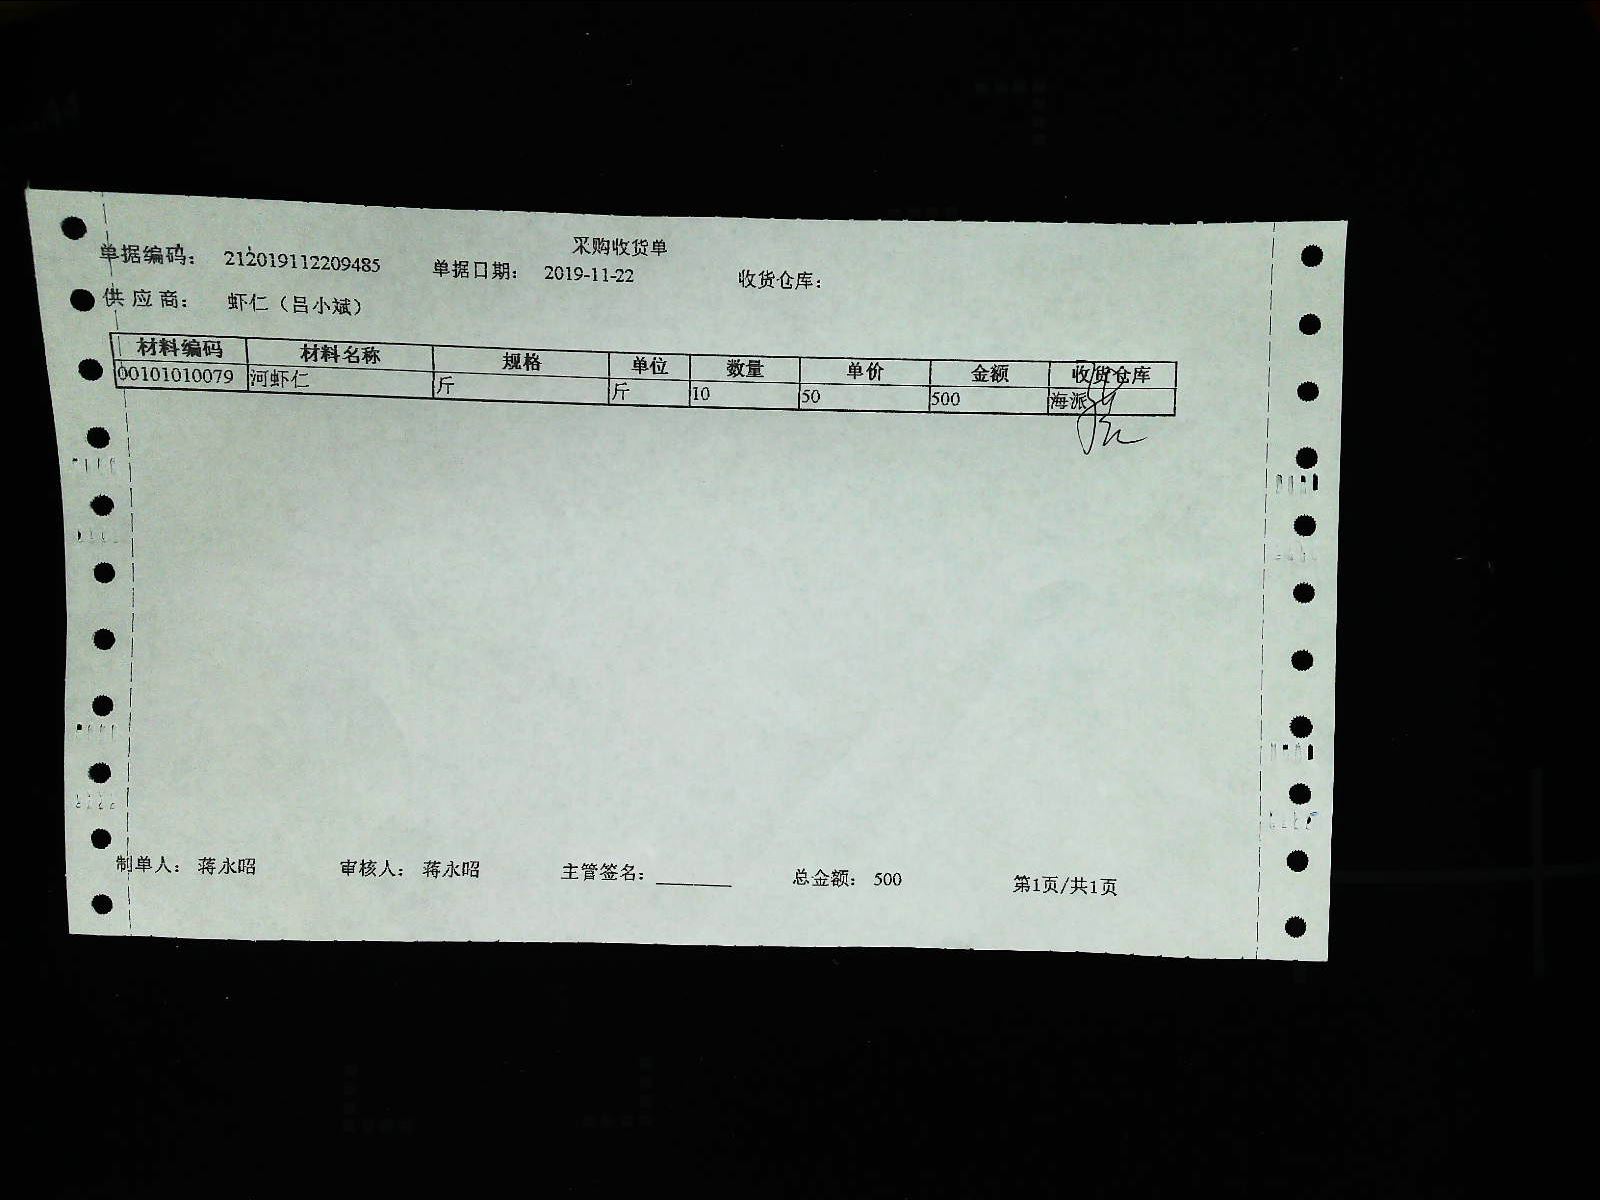 采购收货单
单据编码： 212019112209485 单据日期： 2019-11-22 收货仓库：
供 应 商： 虾仁（吕小斌）
材料编码 材料名称 规格 单位 数量 单价 金额 收货仓库
00101010079 河虾仁 斤 斤 10 50 500 海派
制单人： 蒋永昭 审核人： 蒋永昭 主管签名：________ 总金额： 500 第1页/共1页